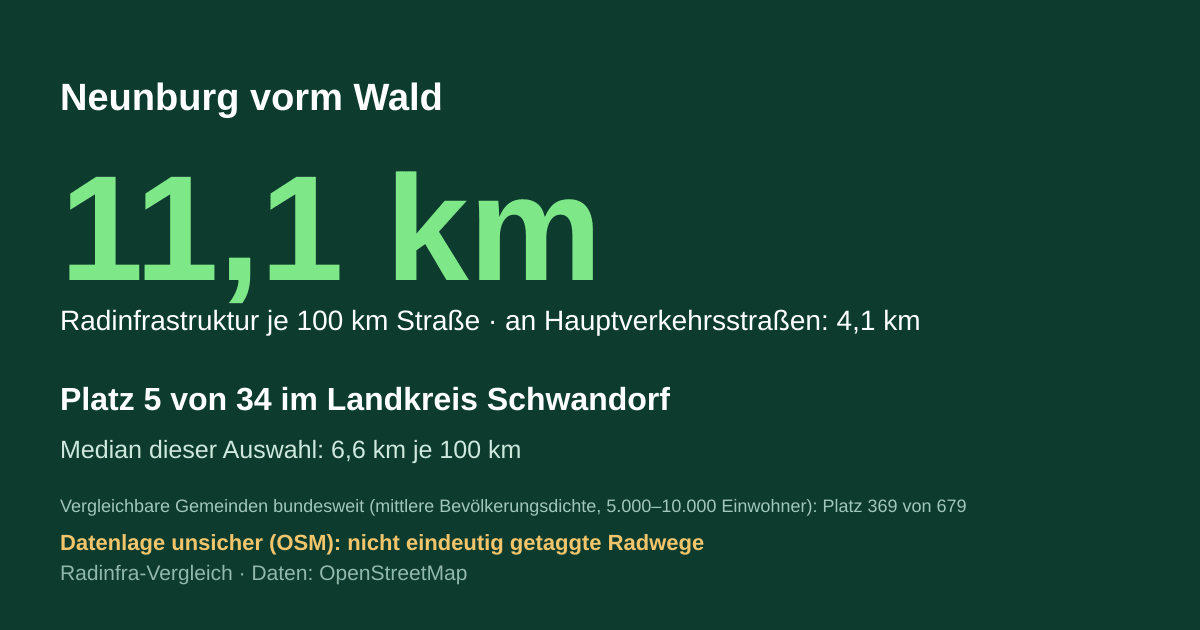 Neunburg vorm Wald
11,1 km
Radinfrastruktur je 100 km Straße · an Hauptverkehrsstraßen: 4,1 km
Platz 5 von 34 im Landkreis Schwandorf
Median dieser Auswahl: 6,6 km je 100 km
Vergleichbare Gemeinden bundesweit (mittlere Bevölkerungsdichte, 5.000–10.000 Einwohner): Platz 369 von 679
Datenlage unsicher (OSM): nicht eindeutig getaggte Radwege
Radinfra-Vergleich · Daten: OpenStreetMap